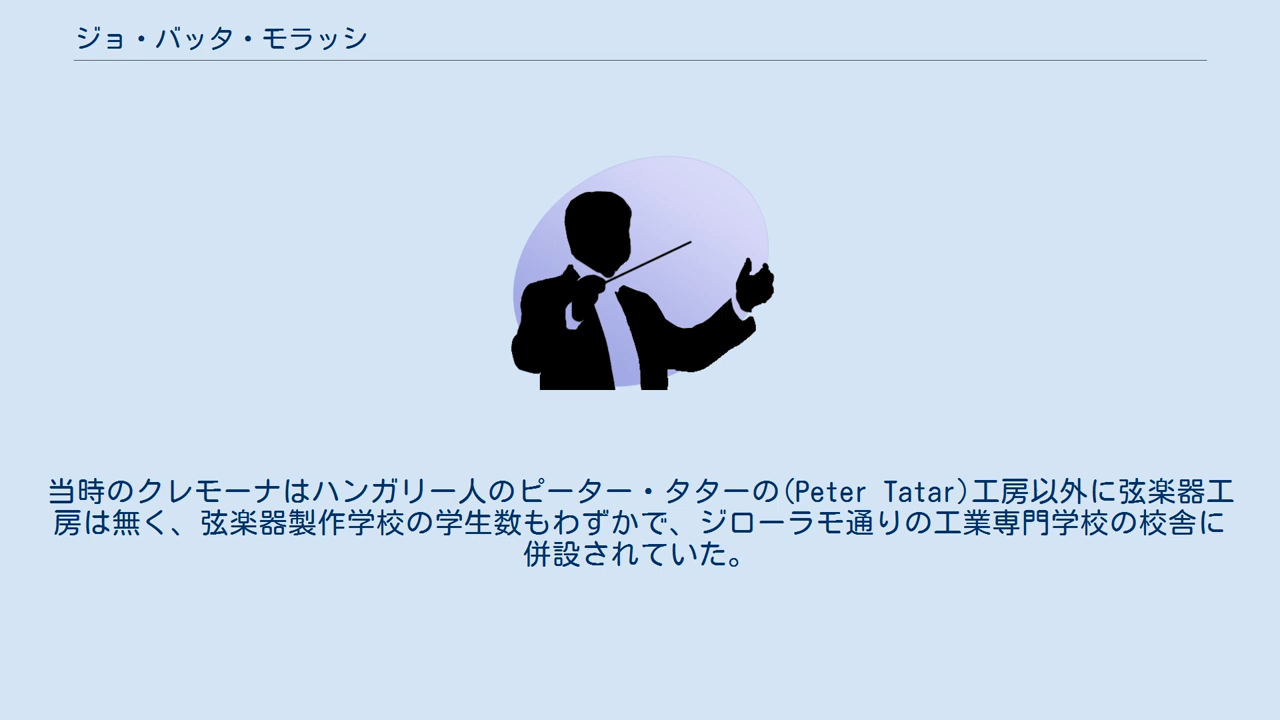 ジョ・バッタ・モラッシ
当時のクレモーナはハンガリー人のピーター・タターの(Peter Tatar)工房以外に弦楽器工
房は無く、弦楽器製作学校の学生数もわずかで、ジローラモ通りの工業専門学校の校舎に
併設されていた。